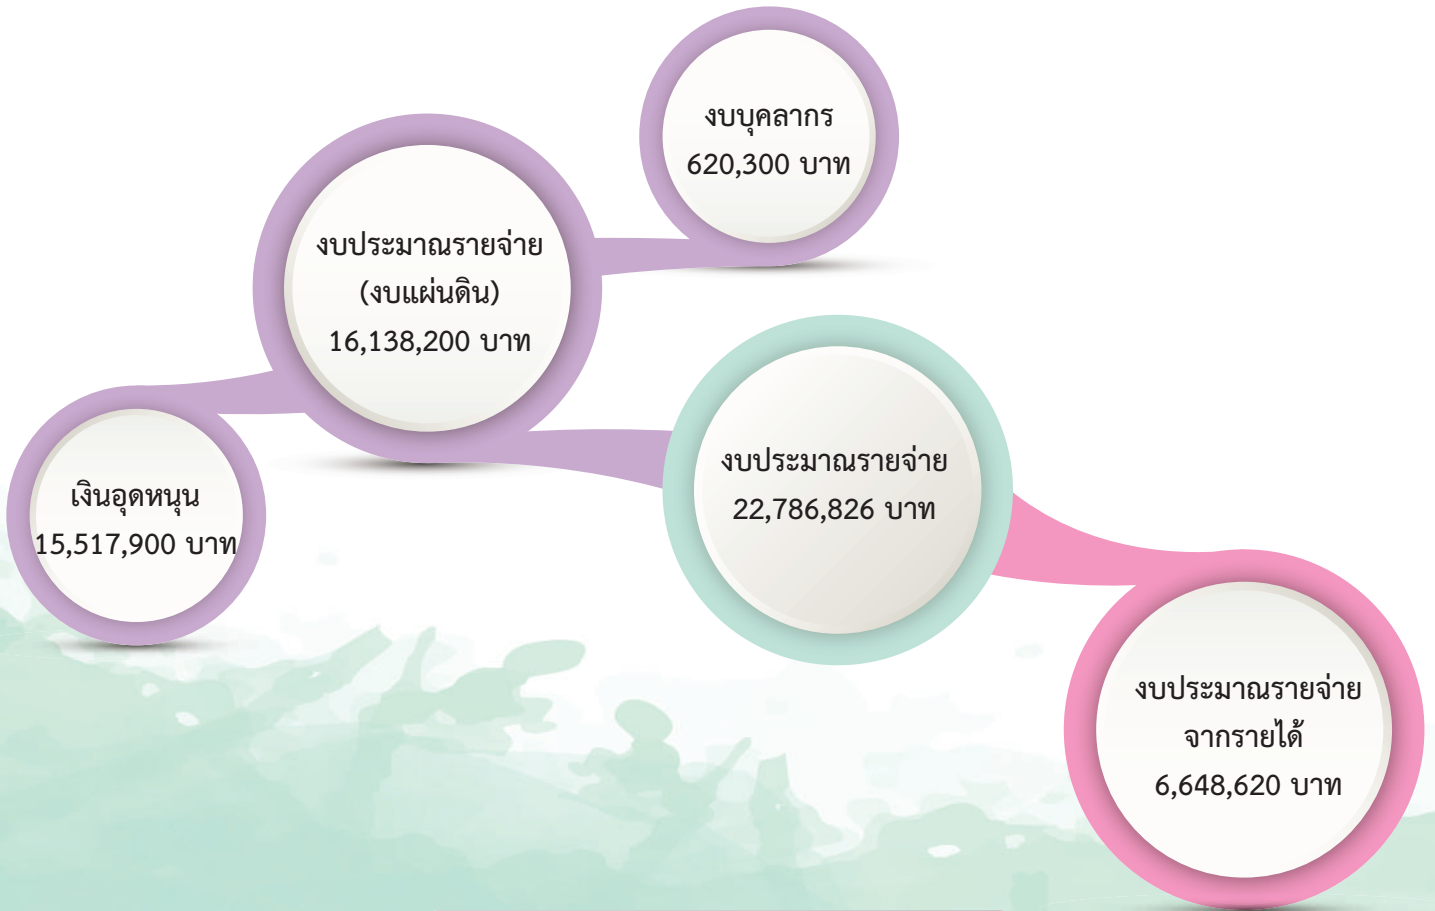 งบบุคลากร
620,300 บาท
งบประมาณรายจ่าย
(งบแผ่นดิน)
16,138,200 บาท
เงินอุดหนุน
15,517,900 บาท
งบประมาณรายจ่าย
22,786,826 บาท
งบประมาณรายจ่าย
จากรายได้
6,648,620 บาท